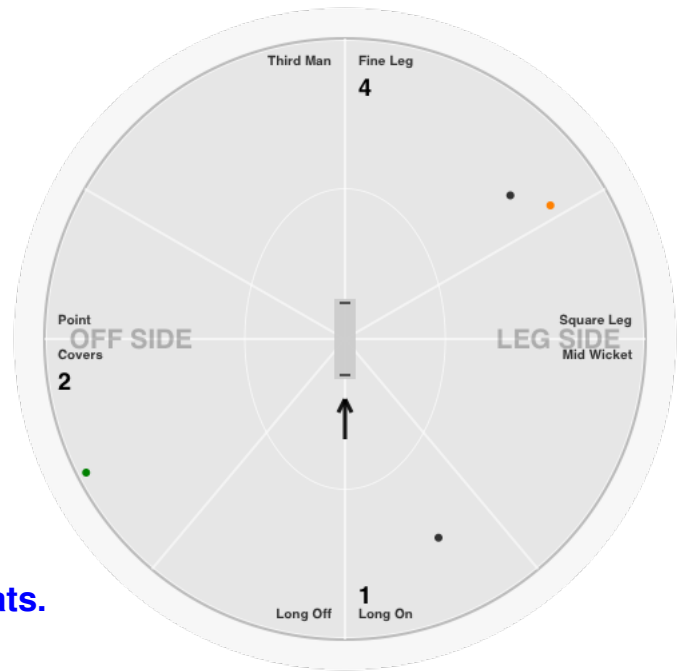 Third Man
Fine Leg
4
Point
OFF SIDE
Covers
2
Square Leg
LEG SIDE
Mid Wicket
1
Long Off
Long On